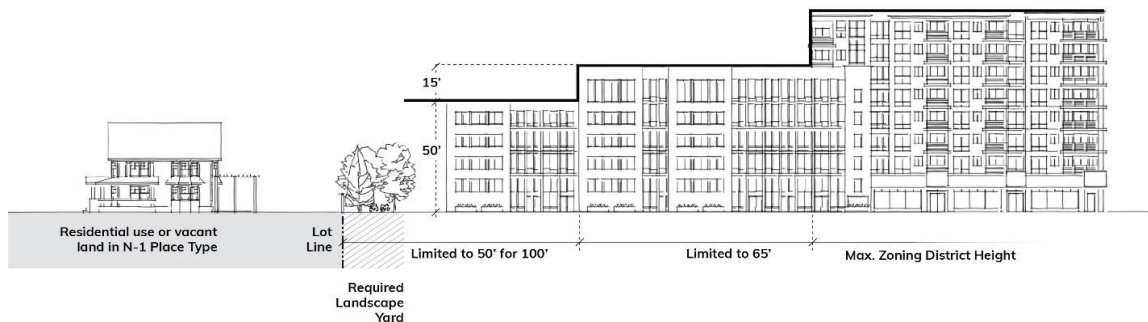 15’
50’
Residential use or vacant
land in N-1 Place Type
Lot
Line
Limited to 50’ for 100’
Limited to 65’
Max. Zoning District Height
Required
Landscape
Yard